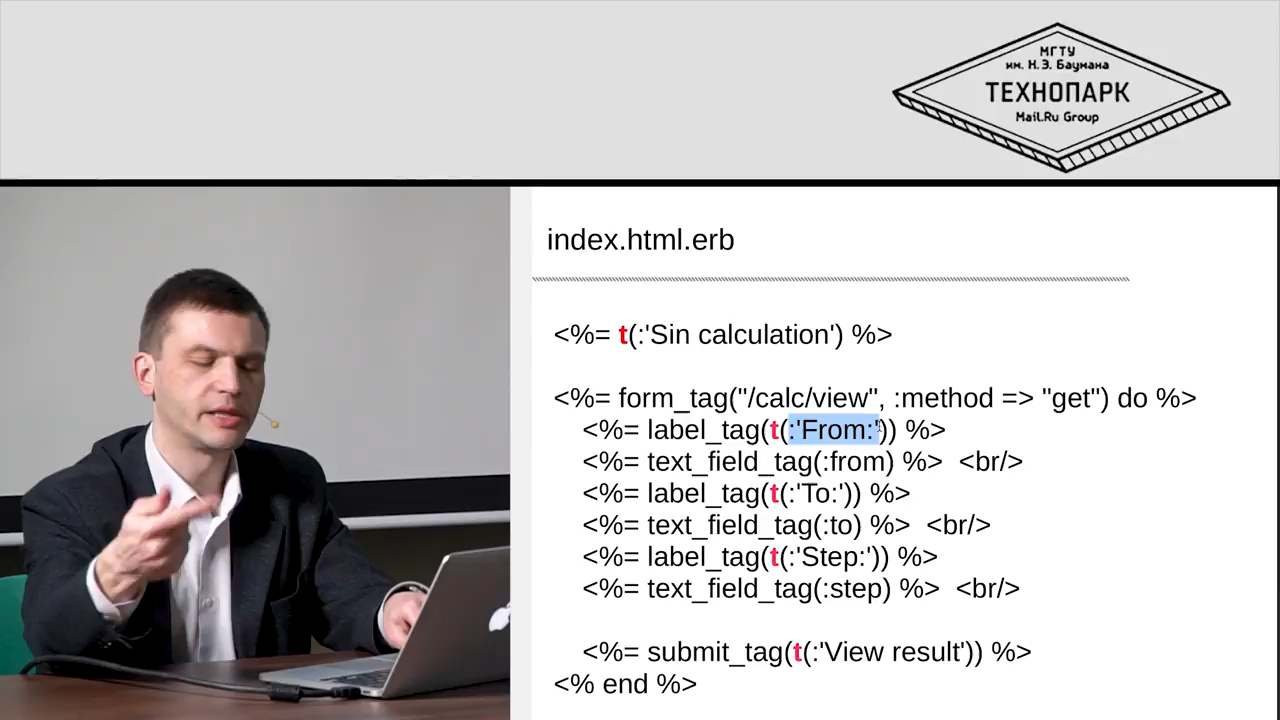 МГТУ
им. Н.Э. Баумана
ТЕХНОПАРК
Mail.Ru Group
index.html.erb
<%= t(:'Sin calculation') %>
<%= form_tag("/calc/view", :method => "get") do %>
<%= label_tag(t(:'From:')) %>
<%= text_field_tag(:from) %>  <br/>
<%= label_tag(t(:'To:')) %>
<%= text_field_tag(:to) %>  <br/>
<%= label_tag(t(:'Step:')) %>
<%= text_field_tag(:step) %>  <br/>
<%= submit_tag(t(:'View result')) %>
<% end %>